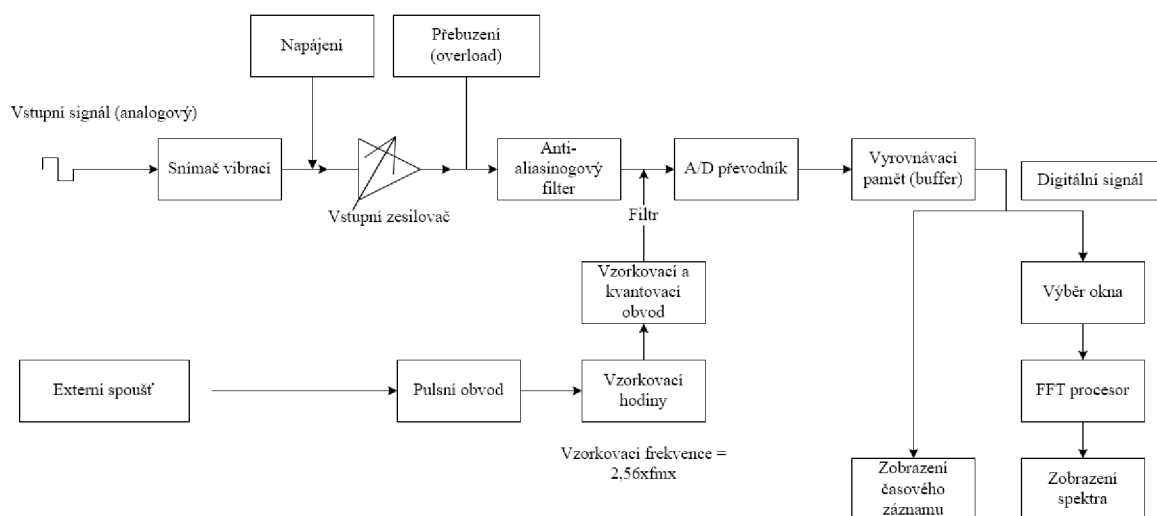 Napájení
Přebuzení
(overload)
Vstupní signál (analogový)
Snímač vibrací
Vstupní zesilovač
Anti-
aliasinogový
filter
A/D převodník
Vyrovnávací
pamět (buffer)
Digitální signál
Filtr
Vzorkovací a
kvantovací
obvod
Výběr okna
Externí spoušť
Pulsní obvod
Vzorkovací
hodiny
FFT procesor
Vzorkovací frekvence =
2,56xfmx
Zobrazení
časového
záznamu
Zobrazení
spektra